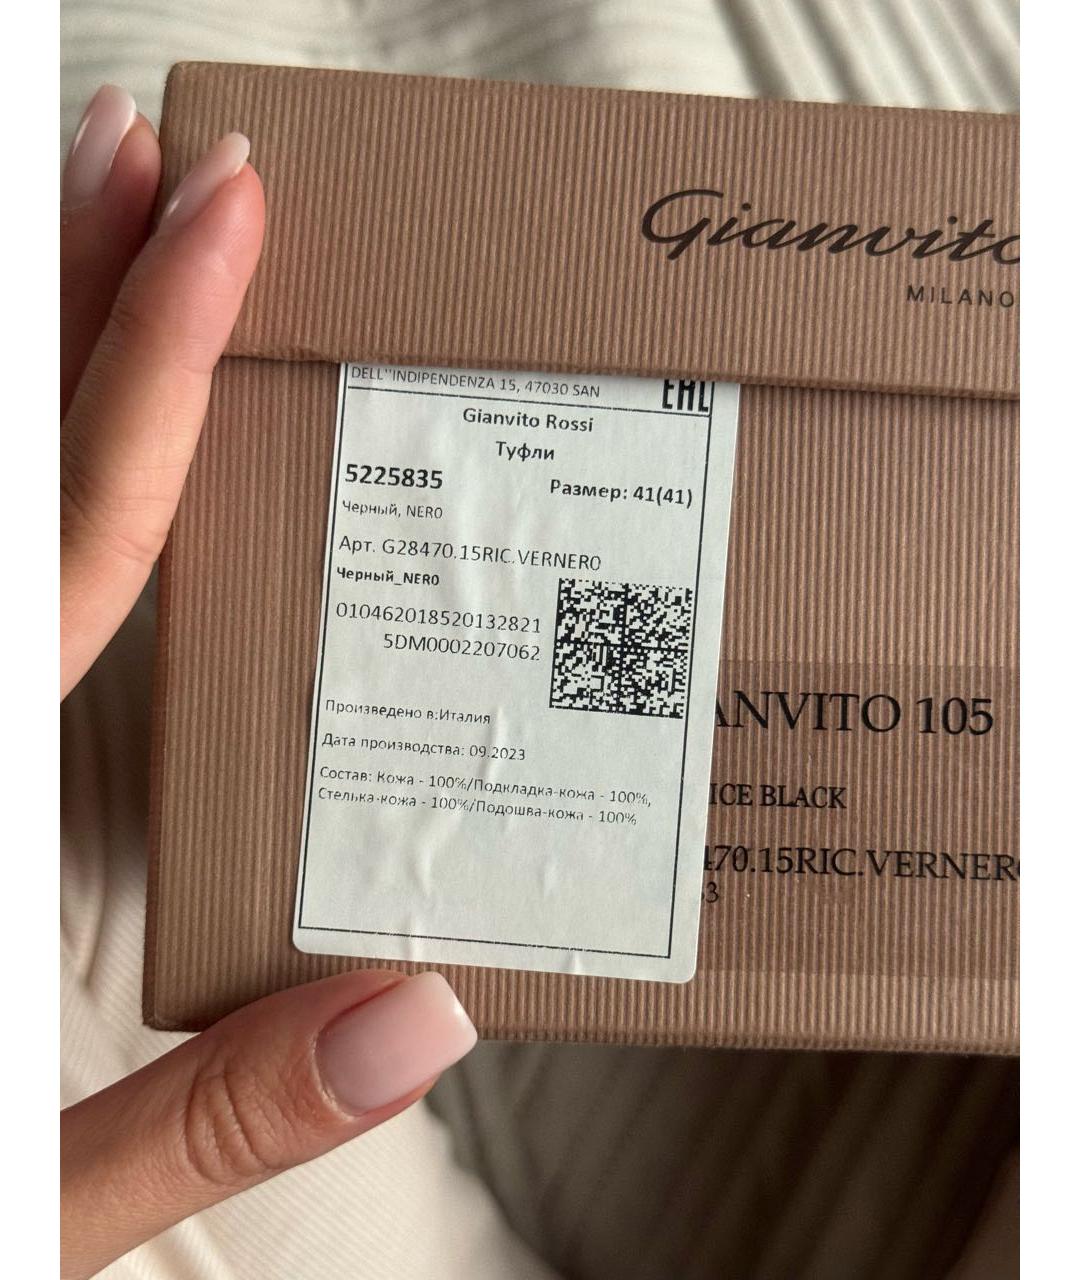 Gianvito
MILANO
DELL''INDIPENDENZA 15, 47030 SAN
EAC
Gianvito Rossi
Туфли
5225835
Размер: 41(41)
Черный, NERO
Арт. G28470.15RIC.VERNERO
Черный_NERO
010462018520132821
5DM0002207062
Произведено в:Италия
Дата производства: 09.2023
Состав: Кожа - 100%/Подкладка-кожа - 100%,
Стелька-кожа - 100%/Подошва-кожа - 100%
ANVITO 105
ICE BLACK
470.15RIC.VERNERO